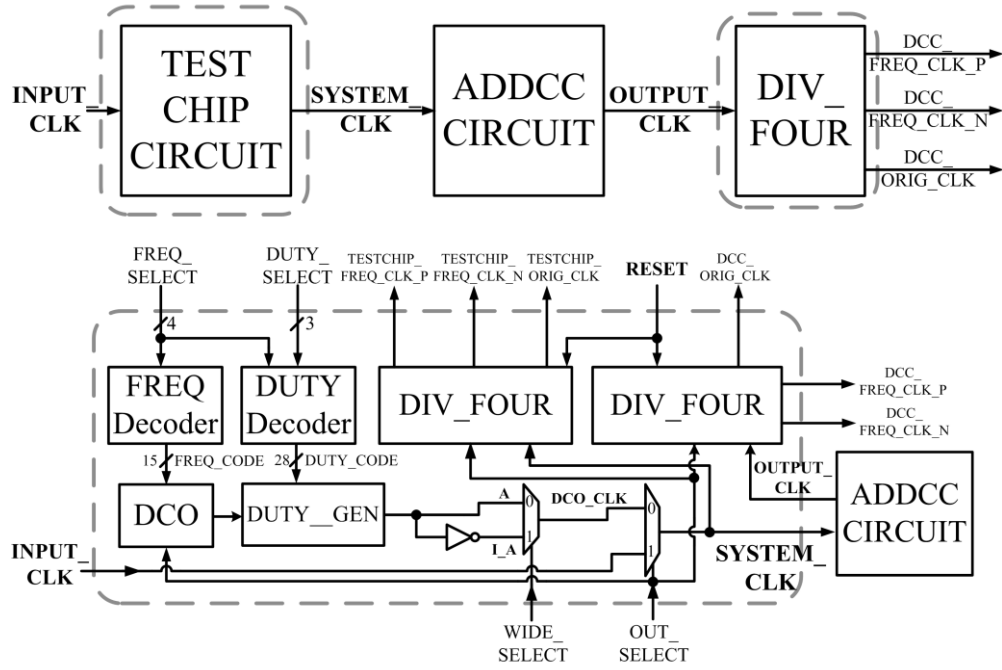 TEST
CHIP
CIRCUIT
INPUT_
CLK
SYSTEM_
CLK
ADDCC
CIRCUIT
OUTPUT_
CLK
DIV_
FOUR
DCC_
FREQ_CLK_P
DCC_
FREQ_CLK_N
DCC_
ORIG_CLK
FREQ_
SELECT
DUTY_
SELECT
TESTCHIP_
FREQ_CLK_P
TESTCHIP_
FREQ_CLK_N
TESTCHIP_
ORIG_CLK
RESET
DCC_
ORIG_CLK
4
3
FREQ
Decoder
DUTY
Decoder
DIV_FOUR
DIV_FOUR
DCC_
FREQ_CLK_P
DCC_
FREQ_CLK_N
15 FREQ_CODE
28 DUTY_CODE
OUTPUT_
CLK
DCO
DUTY__GEN
A
0
1
I_A
DCO_CLK
0
1
ADDCC
CIRCUIT
INPUT_
CLK
SYSTEM_
CLK
WIDE_
SELECT
OUT_
SELECT